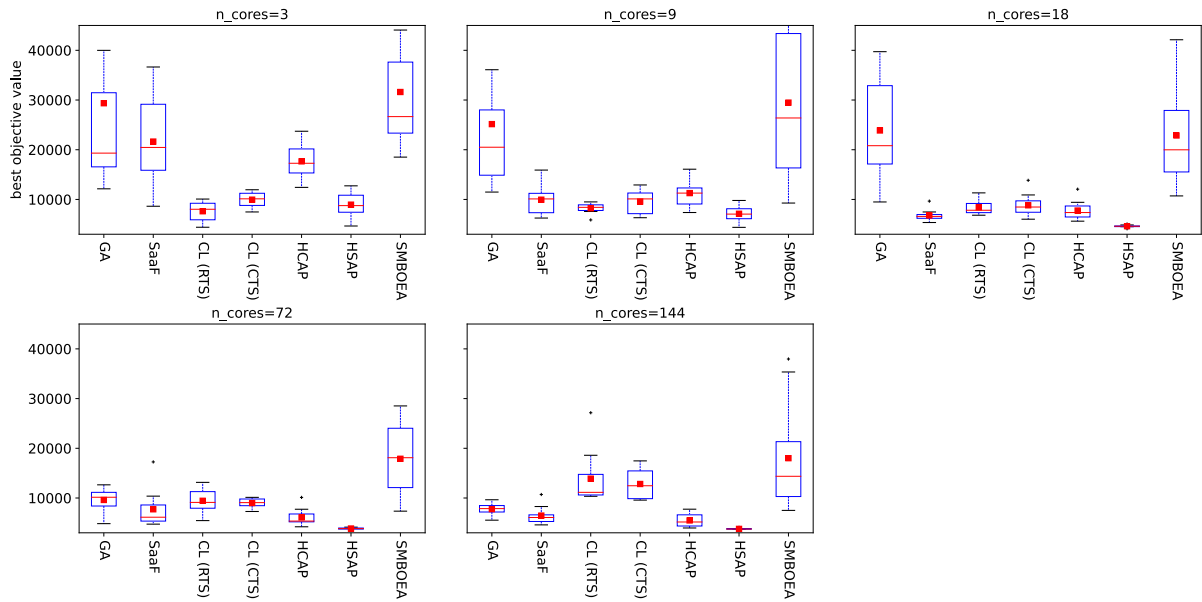 n_cores=3
n_cores=9
n_cores=18
best objective value
40000
30000
20000
10000
GA
SaaF
CL (RTS)
CL (CTS)
HCAP
HSAP
SMBOEA
GA
SaaF
CL (RTS)
CL (CTS)
HCAP
HSAP
SMBOEA
GA
SaaF
CL (RTS)
CL (CTS)
HCAP
HSAP
SMBOEA
n_cores=72
n_cores=144
40000
30000
20000
10000
GA
SaaF
CL (RTS)
CL (CTS)
HCAP
HSAP
SMBOEA
GA
SaaF
CL (RTS)
CL (CTS)
HCAP
HSAP
SMBOEA